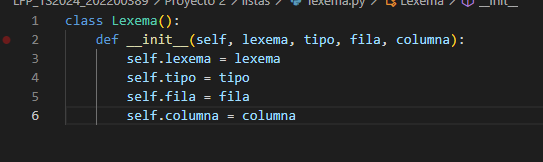 LFP_1S2024_202200389 > Proyecto 2 > listas > lexema.py > Lexema > __init__
1 class Lexema():
2 def __init__(self, lexema, tipo, fila, columna):
3 self.lexema = lexema
4 self.tipo = tipo
5 self.fila = fila
6 self.columna = columna